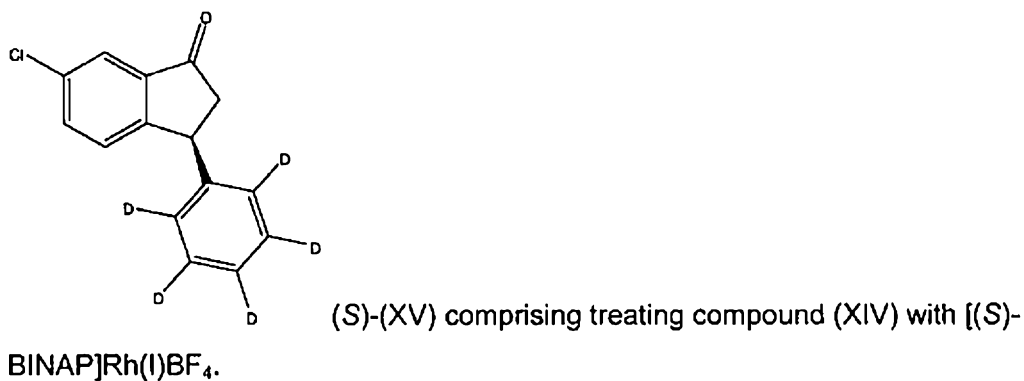 O
Cl
D
D
D
D
D
(S)-(XV) comprising treating compound (XIV) with [(S)-
BINAP]Rh(I)BF₄.